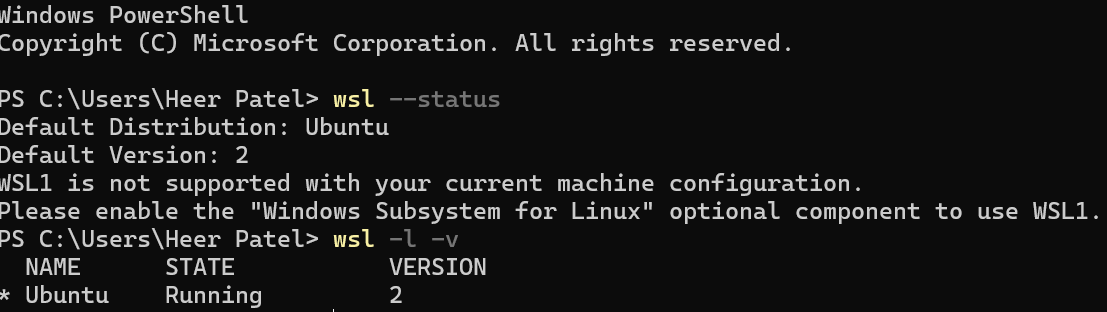 Windows PowerShell
Copyright (C) Microsoft Corporation. All rights reserved.
PS C:\Users\Heer Patel> wsl --status
Default Distribution: Ubuntu
Default Version: 2
WSL1 is not supported with your current machine configuration.
Please enable the "Windows Subsystem for Linux" optional component to use WSL1.
PS C:\Users\Heer Patel> wsl -l -v
  NAME      STATE           VERSION
* Ubuntu    Running         2